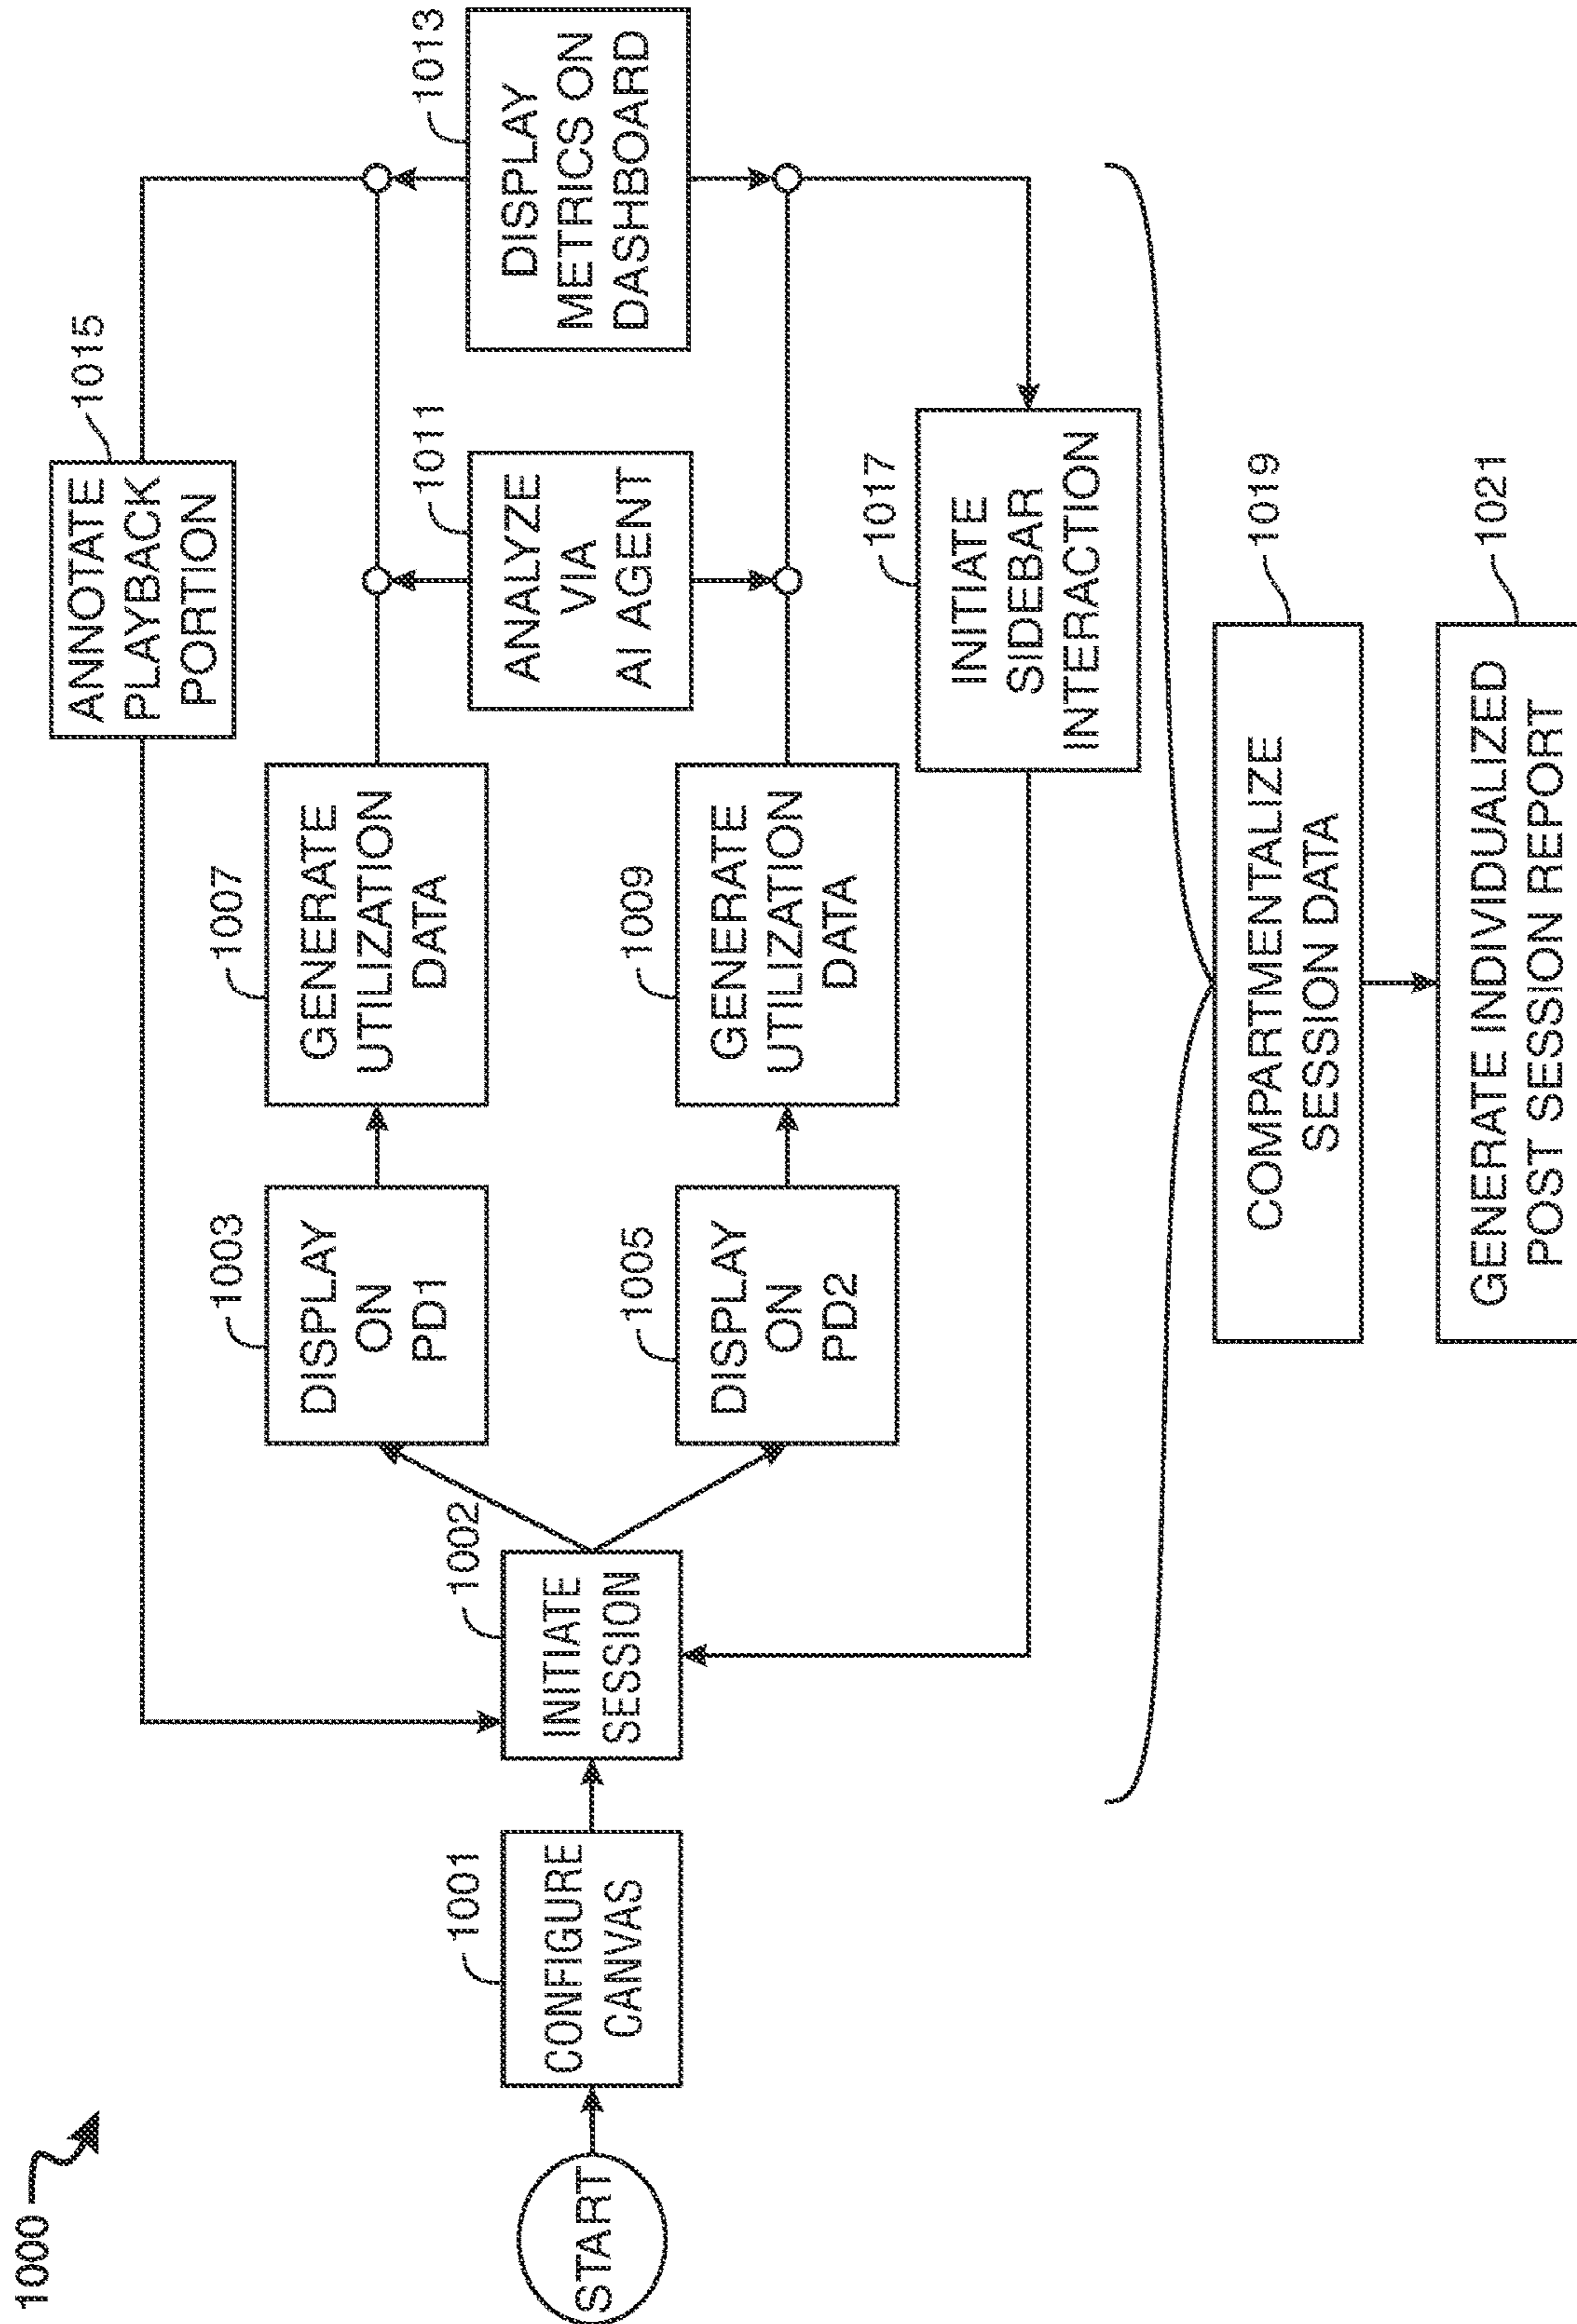 1000
START
1001
CONFIGURE
CANVAS
1002
INITIATE
SESSION
1003
DISPLAY
ON
PD1
1005
DISPLAY
ON
PD2
1007
GENERATE
UTILIZATION
DATA
1009
GENERATE
UTILIZATION
DATA
1011
ANALYZE
VIA
AI AGENT
1013
DISPLAY
METRICS ON
DASHBOARD
1015
ANNOTATE
PLAYBACK
PORTION
1017
INITIATE
SIDEBAR
INTERACTION
1019
COMPARTMENTALIZE
SESSION DATA
1021
GENERATE INDIVIDUALIZED
POST SESSION REPORT